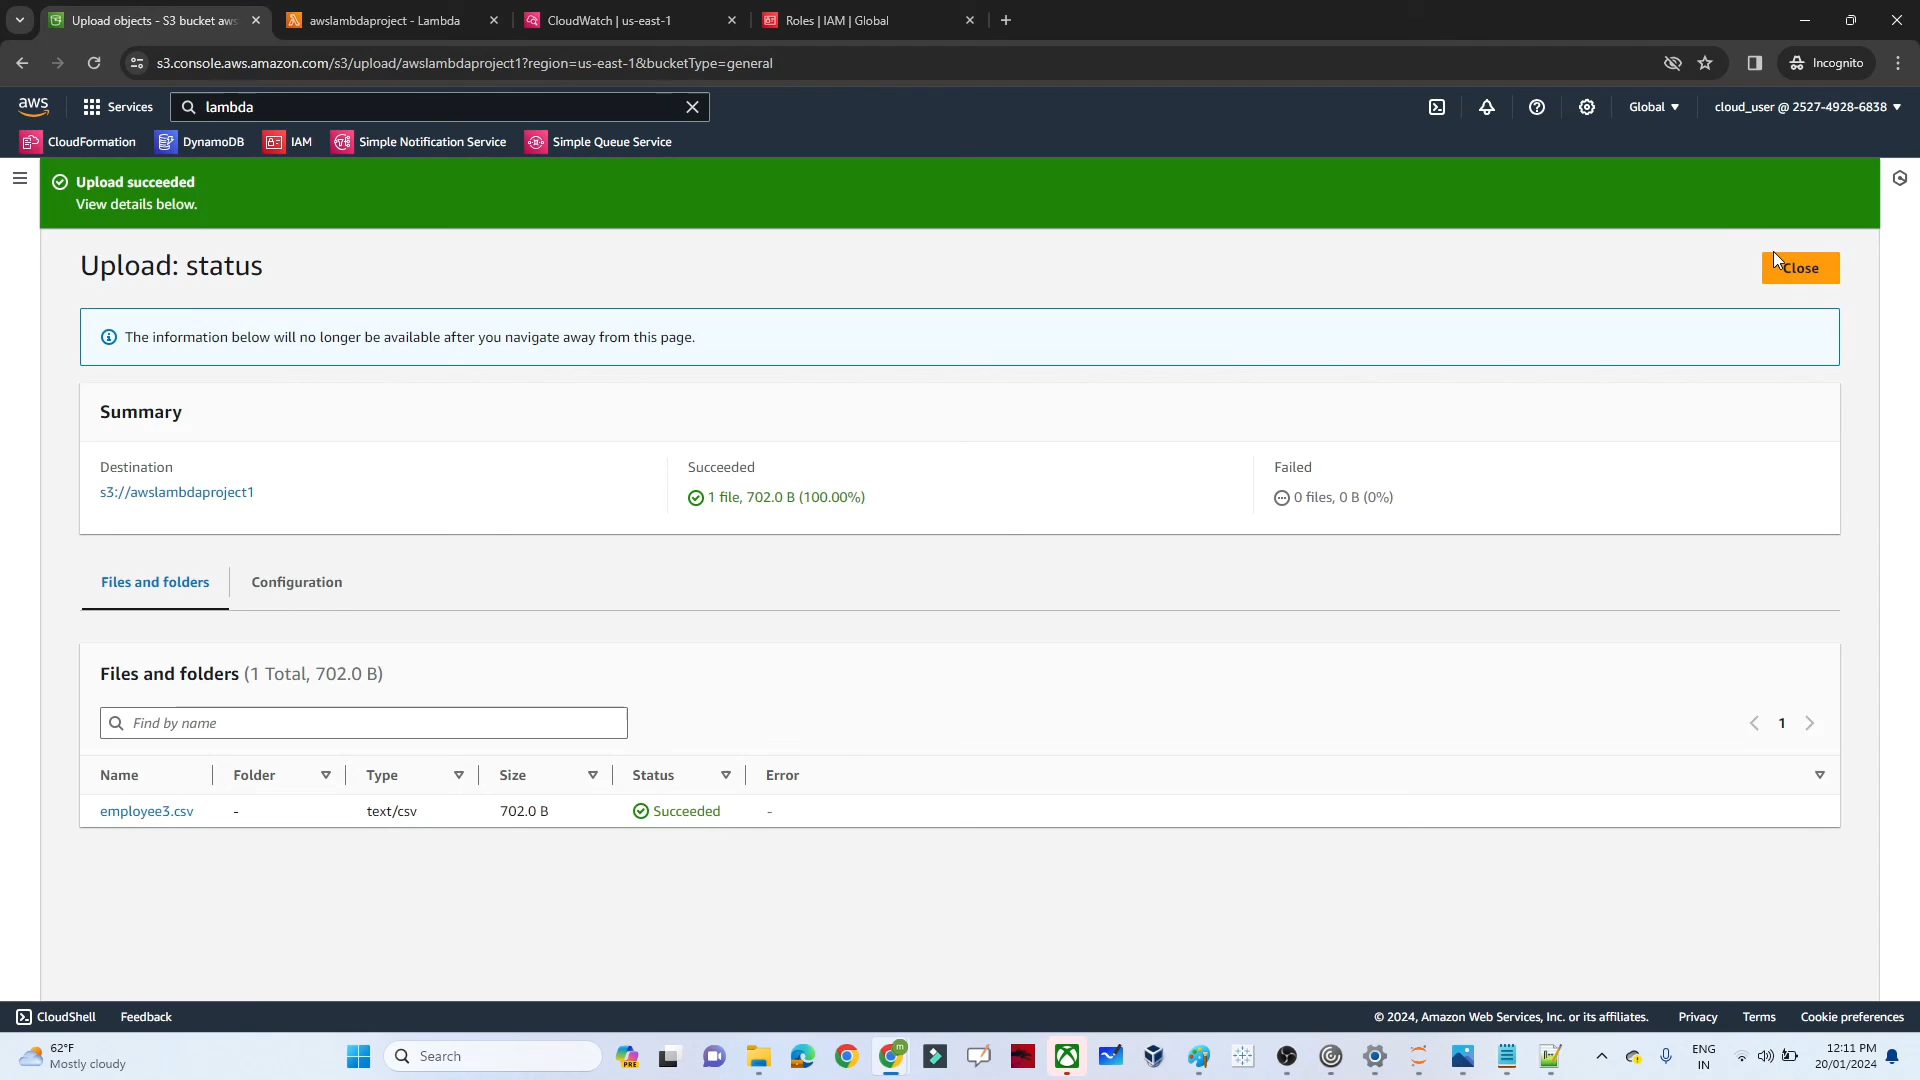 Upload objects - S3 bucket aws
awslambdaproject - Lambda
CloudWatch | us-east-1
Roles | IAM | Global
s3.console.aws.amazon.com/s3/upload/awslambdaproject1?region=us-east-1&bucketType=general
Incognito
aws
Services
lambda
Global
cloud_user @ 2527-4928-6838
CloudFormation
DynamoDB
IAM
Simple Notification Service
Simple Queue Service
Upload succeeded
View details below.
Upload: status
Close
The information below will no longer be available after you navigate away from this page.
Summary
Destination
Succeeded
Failed
s3://awslambdaproject1
1 file, 702.0 B (100.00%)
0 files, 0 B (0%)
Files and folders
Configuration
Files and folders (1 Total, 702.0 B)
Find by name
1
Name
Folder
Type
Size
Status
Error
employee3.csv
-
text/csv
702.0 B
Succeeded
-
CloudShell
Feedback
© 2024, Amazon Web Services, Inc. or its affiliates.
Privacy
Terms
Cookie preferences
62°F
Mostly cloudy
Search
PRE
m
ENG
IN
12:11 PM
20/01/2024